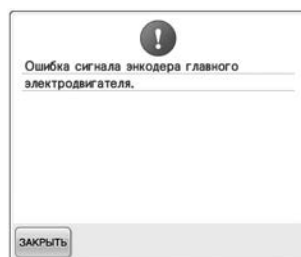 Ошибка сигнала энкодера главного
электродвигателя.
ЗАКРЫТЬ